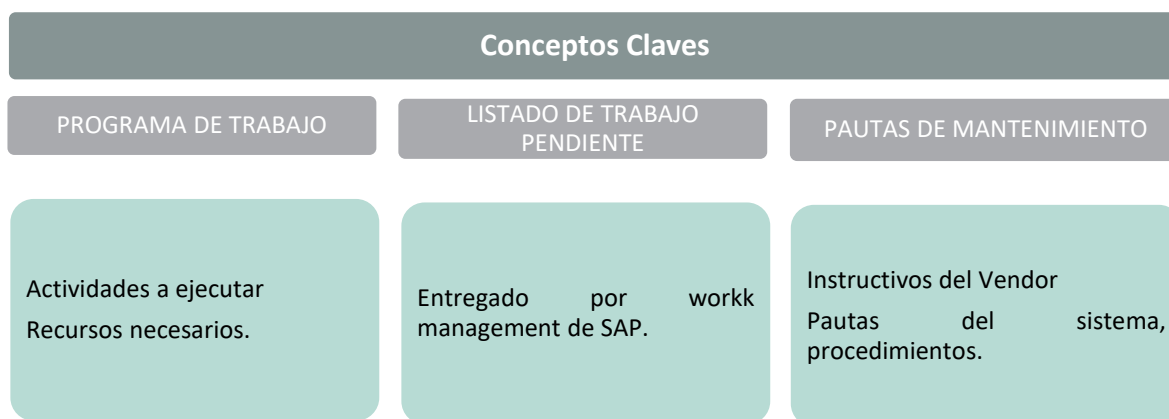 Conceptos Claves
PROGRAMA DE TRABAJO
LISTADO DE TRABAJO
PENDIENTE
PAUTAS DE MANTENIMIENTO
Actividades a ejecutar
Recursos necesarios.
Entregado por workk
management de SAP.
Instructivos del Vendor
Pautas del sistema,
procedimientos.